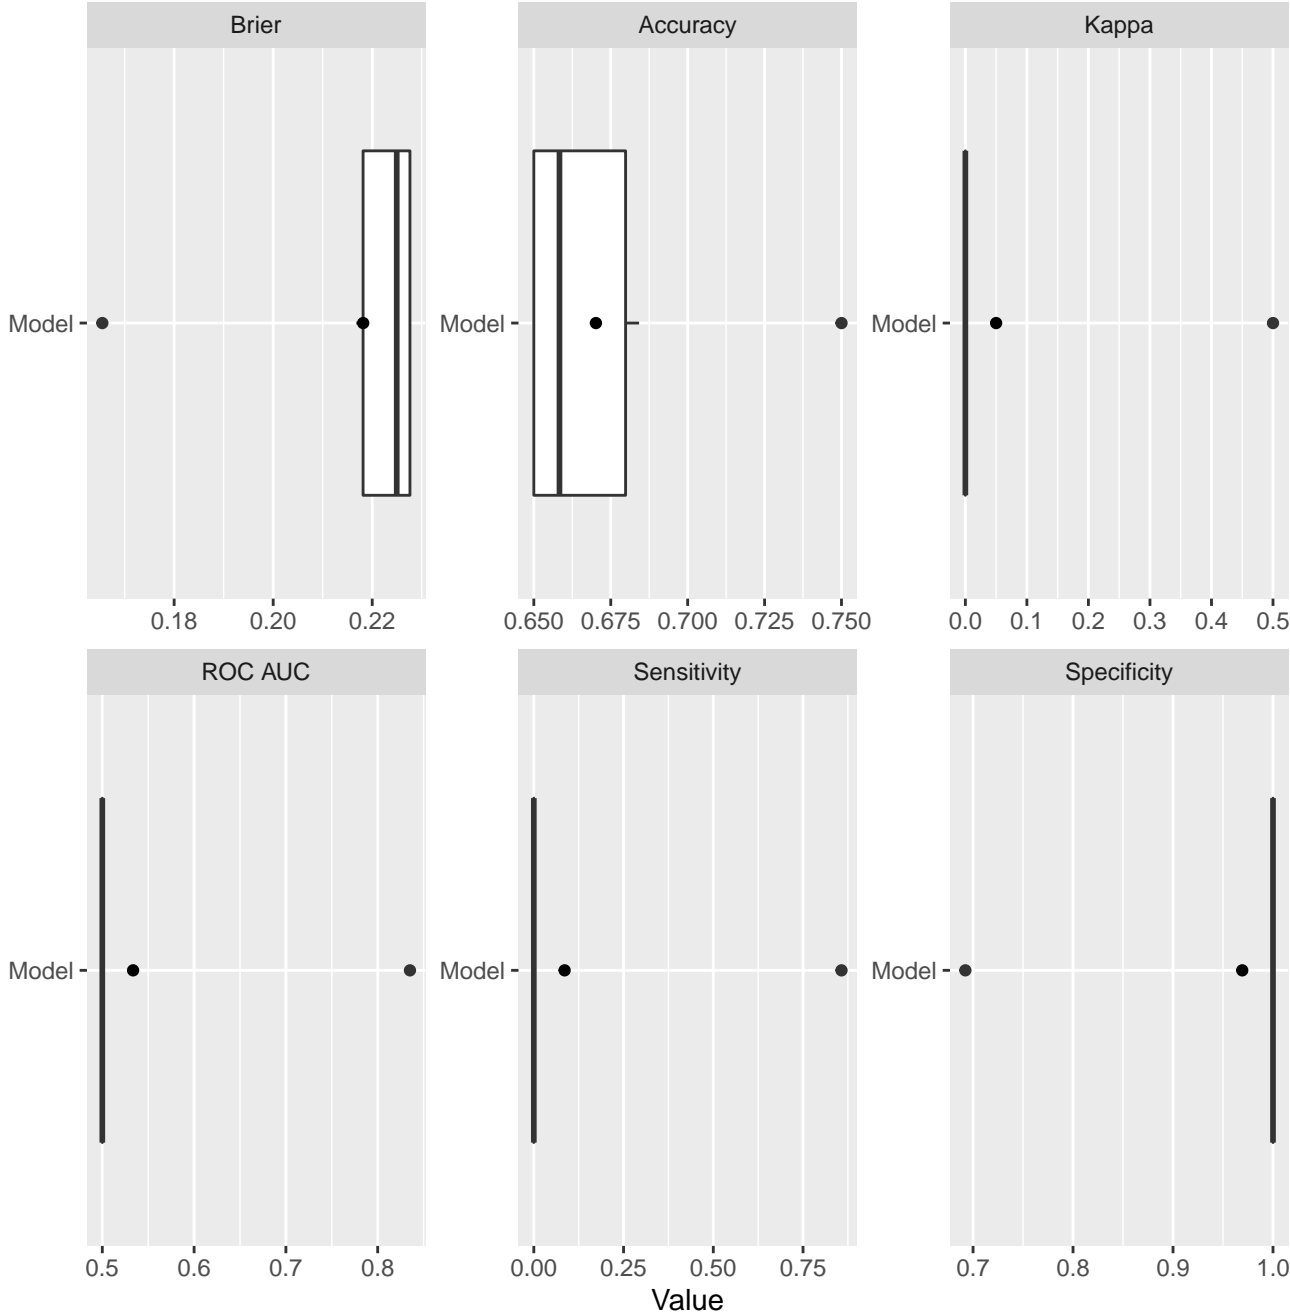 Brier Accuracy Kappa
Model Model Model
0.18 0.20 0.22 0.650 0.675 0.700 0.725 0.750 0.0 0.1 0.2 0.3 0.4 0.5
ROC AUC Sensitivity Specificity
Model Model Model
0.5 0.6 0.7 0.8 0.00 0.25 0.50 0.75 0.7 0.8 0.9 1.0
Value